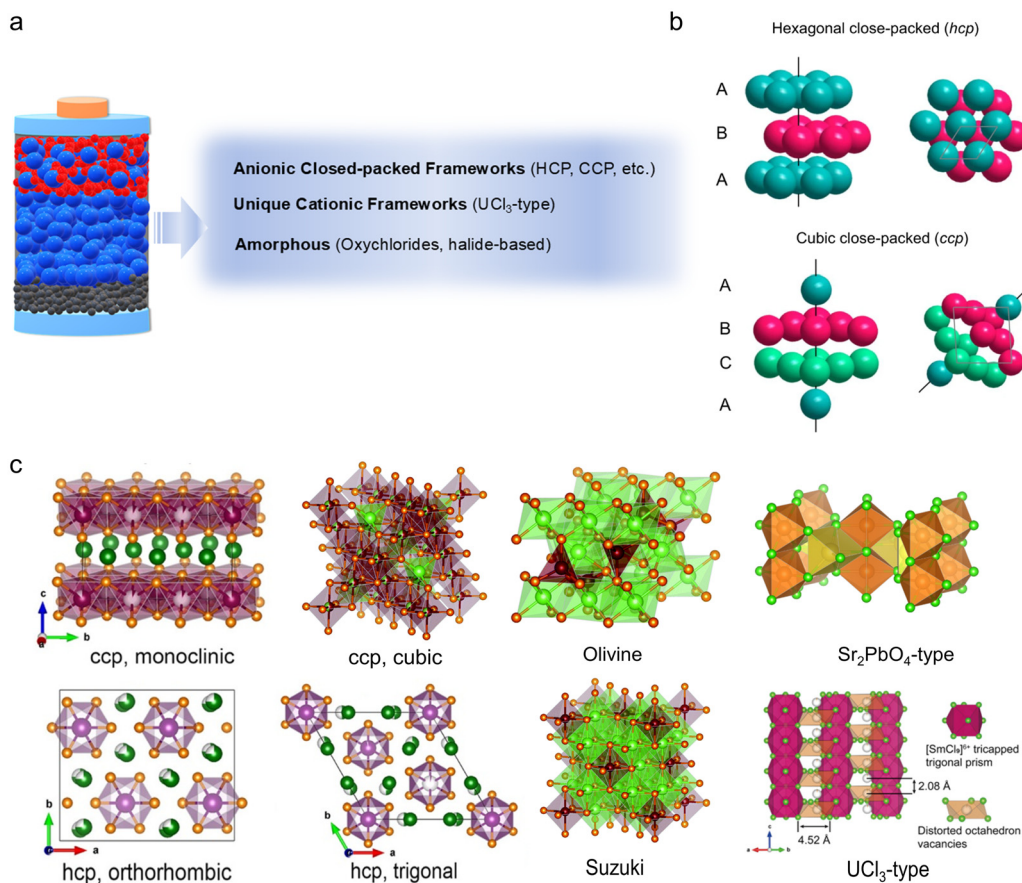 a
Anionic Closed-packed Frameworks (HCP, CCP, etc.)
Unique Cationic Frameworks (UCl₃-type)
Amorphous (Oxychlorides, halide-based)
b
Hexagonal close-packed (hcp)
A
B
A
Cubic close-packed (ccp)
A
B
C
A
c
c
a
b
ccp, monoclinic
ccp, cubic
Olivine
Sr₂PbO₄-type
b
a
hcp, orthorhombic
b
a
hcp, trigonal
Suzuki
[SmCl₉]⁶⁺ tricapped
trigonal prism
2.08 Å
Distorted octahedron
vacancies
4.52 Å
c
a
b
UCl₃-type